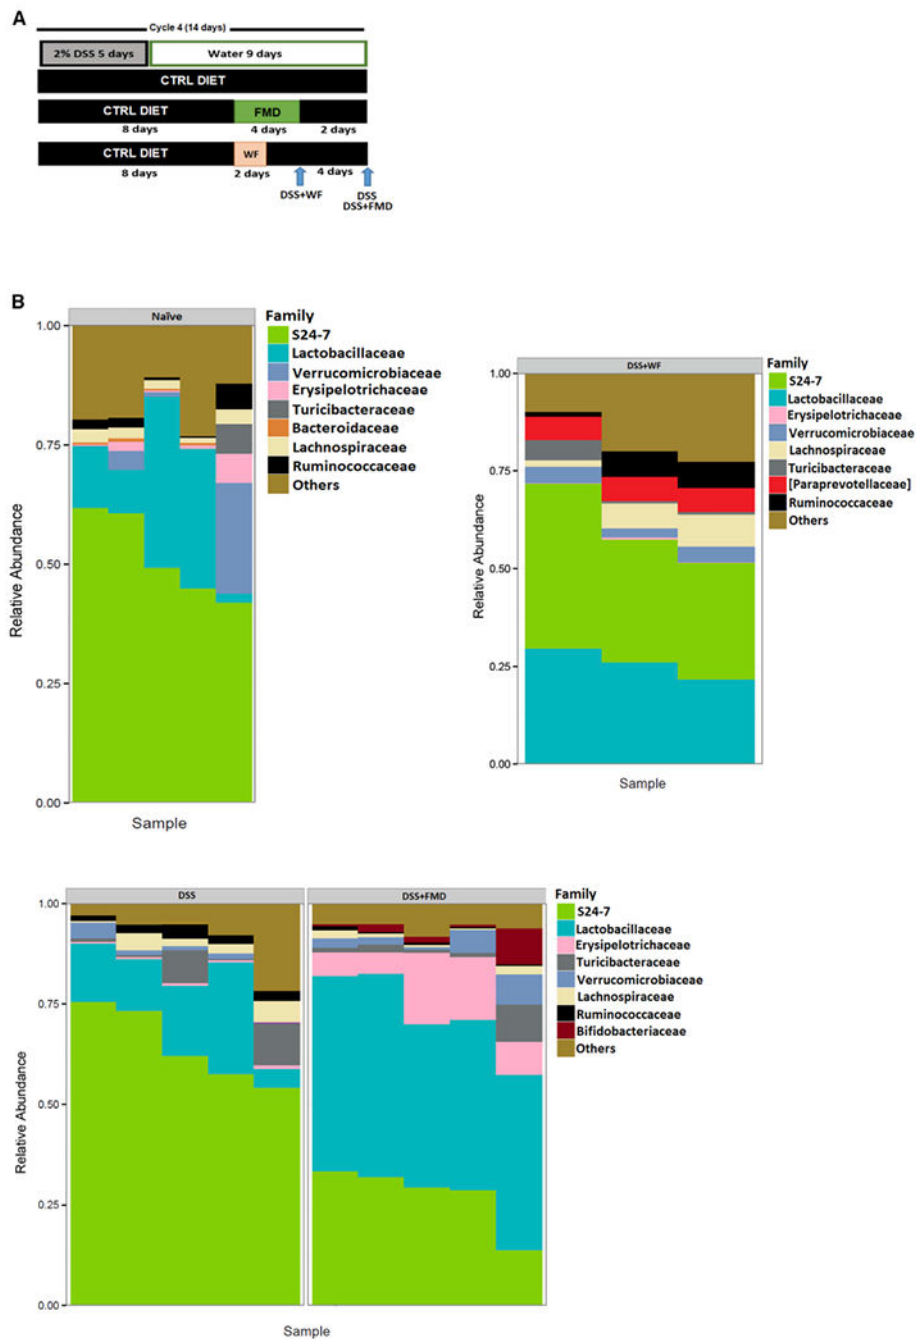 A
Cycle 4 (14 days)
2% DSS 5 days
Water 9 days
CTRL DIET
CTRL DIET
FMD
8 days
4 days
2 days
CTRL DIET
WF
8 days
2 days
4 days
DSS+WF
DSS
DSS+FMD
B
Naïve
1.00
0.75
0.50
0.25
0.00
Relative Abundance
Sample
Family
S24-7
Lactobacillaceae
Verrucomicrobiaceae
Erysipelotrichaceae
Turicibacteraceae
Bacteroidaceae
Lachnospiraceae
Ruminococcaceae
Others
DSS+WF
1.00
0.75
0.50
0.25
0.00
Relative Abundance
Sample
Family
S24-7
Lactobacillaceae
Erysipelotrichaceae
Verrucomicrobiaceae
Lachnospiraceae
Turicibacteraceae
[Paraprevotellaceae]
Ruminococcaceae
Others
DSS
DSS+FMD
1.00
0.75
0.50
0.25
0.00
Relative Abundance
Sample
Family
S24-7
Lactobacillaceae
Erysipelotrichaceae
Turicibacteraceae
Verrucomicrobiaceae
Lachnospiraceae
Ruminococcaceae
Bifidobacteriaceae
Others